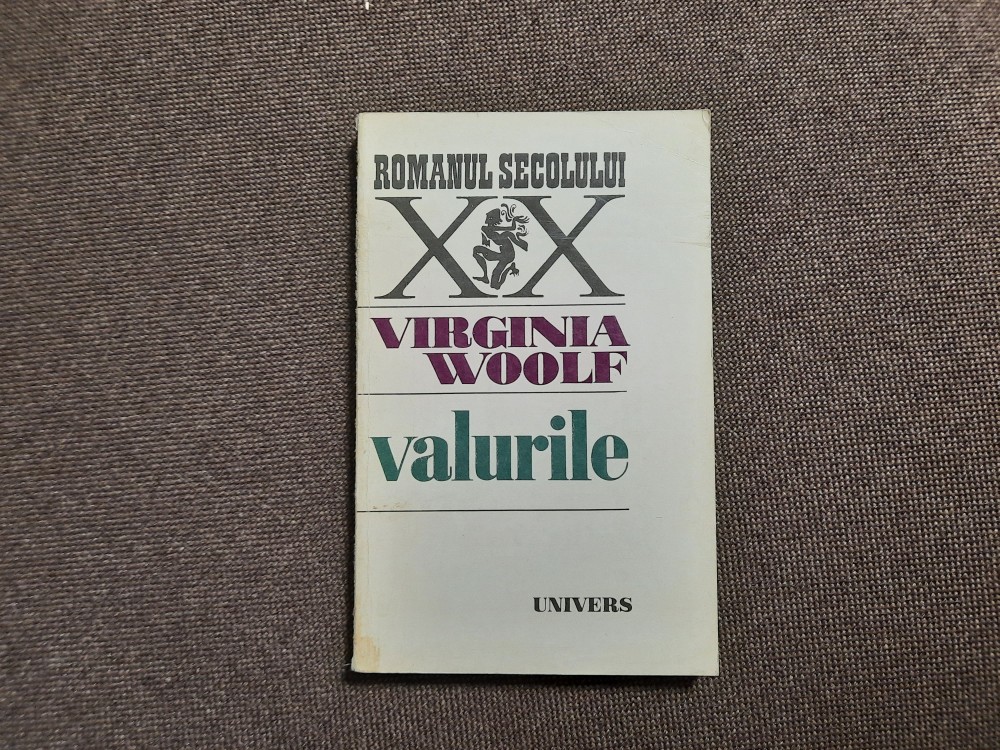 ROMANUL SECOLULUI
XX
VIRGINIA
WOOLF
valurile
UNIVERS